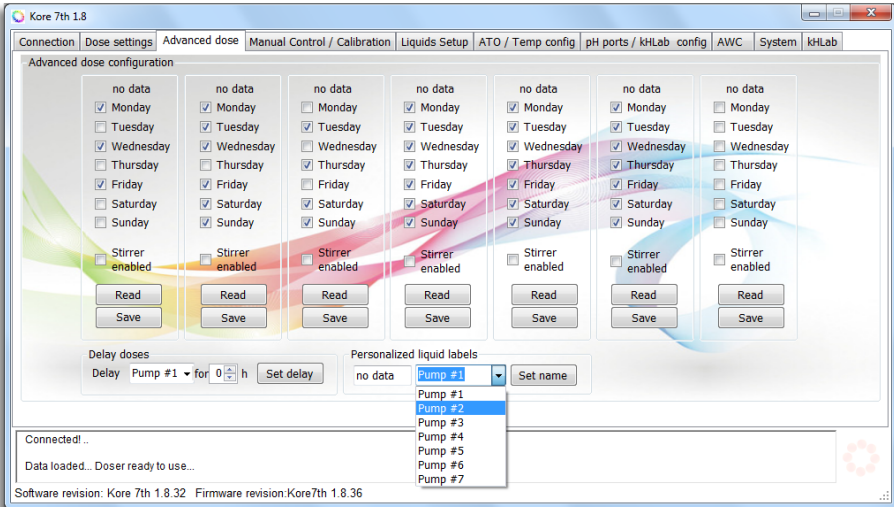 Kore 7th 1.8
Connection Dose settings Advanced dose Manual Control / Calibration Liquids Setup ATO / Temp config pH ports / kHLab config AWC System kHLab
Advanced dose configuration
no data no data no data no data no data no data no data
Monday Monday Monday Monday Monday Monday Monday
Tuesday Tuesday Tuesday Tuesday Tuesday Tuesday Tuesday
Wednesday Wednesday Wednesday Wednesday Wednesday Wednesday Wednesday
Thursday Thursday Thursday Thursday Thursday Thursday Thursday
Friday Friday Friday Friday Friday Friday Friday
Saturday Saturday Saturday Saturday Saturday Saturday Saturday
Sunday Sunday Sunday Sunday Sunday Sunday Sunday
Stirrer Stirrer Stirrer Stirrer Stirrer Stirrer Stirrer
enabled enabled enabled enabled enabled enabled enabled
Read Read Read Read Read Read Read
Save Save Save Save Save Save Save
Delay doses Personalized liquid labels
Delay Pump #1 for 0 h Set delay no data Pump #1 Set name
Pump #1
Pump #2
Pump #3
Pump #4
Pump #5
Pump #6
Pump #7
Connected! ..
Data loaded... Doser ready to use...
Software revision: Kore 7th 1.8.32 Firmware revision:Kore7th 1.8.36